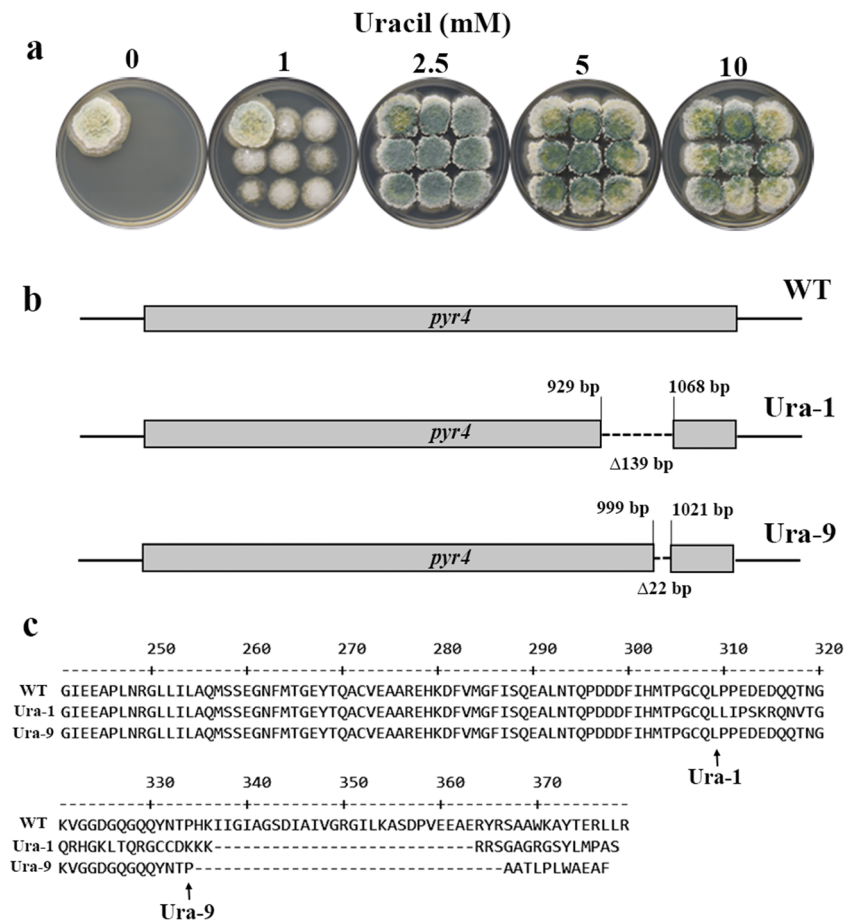 Uracil (mM)
a
0 1 2.5 5 10
b
WT
pyr4
929 bp 1068 bp
Ura-1
pyr4
Δ139 bp
999 bp 1021 bp
Ura-9
pyr4
Δ22 bp
c
250 260 270 280 290 300 310 320
---------+---------+---------+---------+---------+---------+---------+---------+
WT GIEEAPLNRGLLILAQMSSEGNFMTGEYTQACVEAAREHKDFVMGFISQEALNTQPDDDFIHMTPGCQLPPEDEDQQTNG
Ura-1 GIEEAPLNRGLLILAQMSSEGNFMTGEYTQACVEAAREHKDFVMGFISQEALNTQPDDDFIHMTPGCQLLIPSKRQNVTG
Ura-9 GIEEAPLNRGLLILAQMSSEGNFMTGEYTQACVEAAREHKDFVMGFISQEALNTQPDDDFIHMTPGCQLPPEDEDQQTNG
Ura-1
330 340 350 360 370
---------+---------+---------+---------+---------+---------
WT KVGGDGQGQQYNTPHKIIGIAGSDIAIVGRGILKASDPVEEAERYRSAAWKAYTERLLR
Ura-1 QRHGKLTQRGCCDKKK---------------------------RRSGAGRGSYLMPAS
Ura-9 KVGGDGQGQQYNTP--------------------------------AATLPLWAEAF
Ura-9